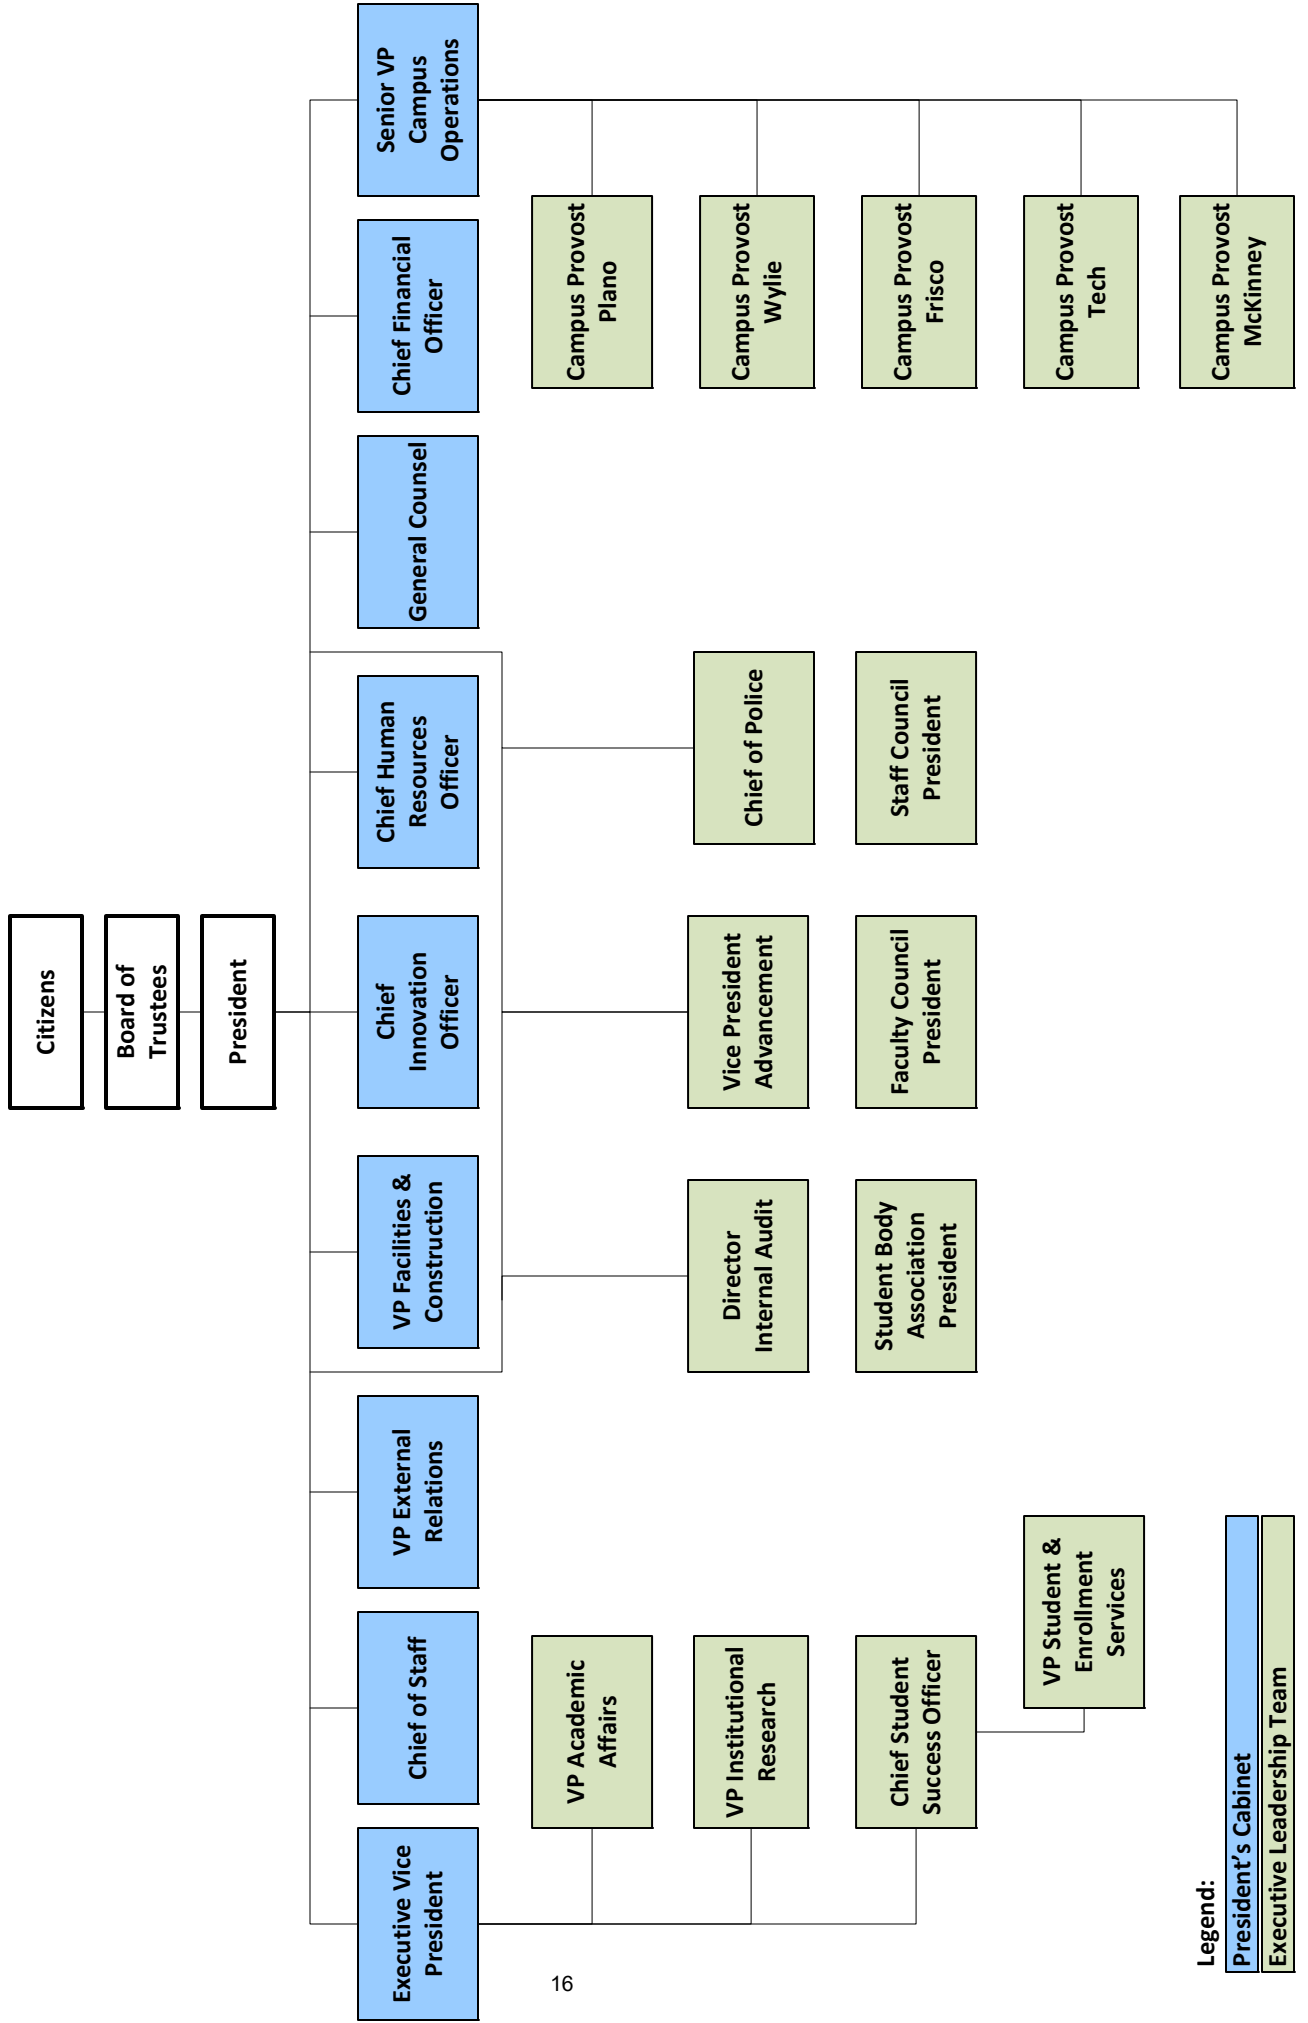 Citizens
Board of
Trustees
President
Executive Vice
President
Chief of Staff
VP External
Relations
VP Facilities &
Construction
Chief
Innovation
Officer
Chief Human
Resources
Officer
General Counsel
Chief Financial
Officer
Senior VP
Campus
Operations
VP Academic
Affairs
VP Institutional
Research
Chief Student
Success Officer
VP Student &
Enrollment
Services
Director
Internal Audit
Vice President
Advancement
Chief of Police
Student Body
Association
President
Faculty Council
President
Staff Council
President
Campus Provost
Plano
Campus Provost
Wylie
Campus Provost
Frisco
Campus Provost
Tech
Campus Provost
McKinney
Legend:
President’s Cabinet
Executive Leadership Team
16